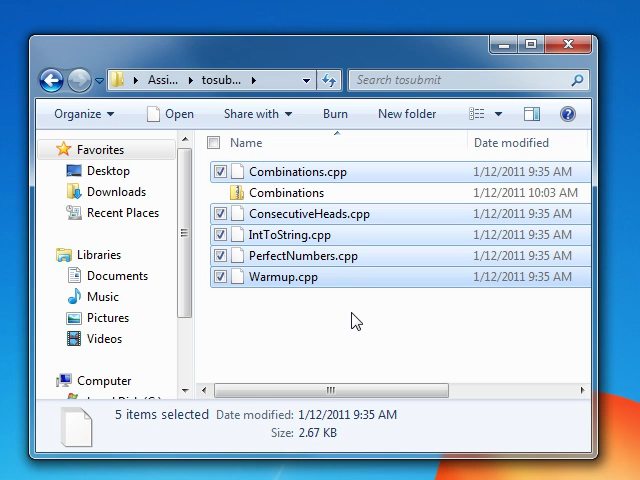 Assi... tosub...
Search tosubmit
Organize Open Share with Burn New folder
Name Date modified
Favorites
Desktop
Downloads
Recent Places
Libraries
Documents
Music
Pictures
Videos
Computer
Combinations.cpp 1/12/2011 9:35 AM
Combinations 1/12/2011 10:03 AM
ConsecutiveHeads.cpp 1/12/2011 9:35 AM
IntToString.cpp 1/12/2011 9:35 AM
PerfectNumbers.cpp 1/12/2011 9:35 AM
Warmup.cpp 1/12/2011 9:35 AM
5 items selected Date modified: 1/12/2011 9:35 AM
Size: 2.67 KB